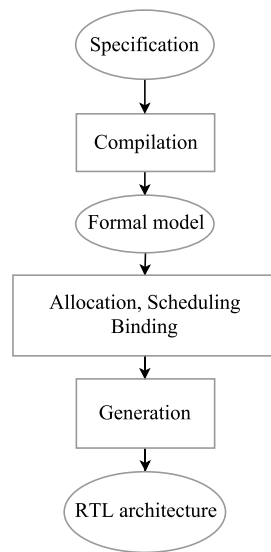 Specification
Compilation
Formal model
Allocation, Scheduling
Binding
Generation
RTL architecture